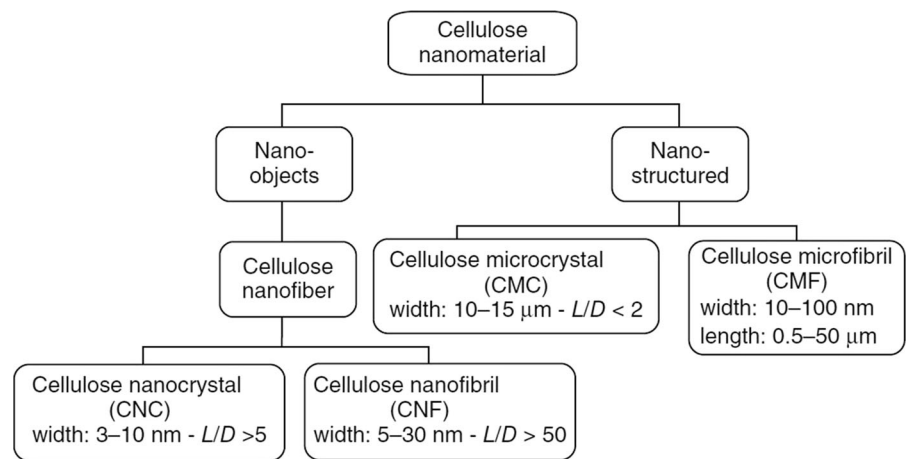 Cellulose
nanomaterial
Nano-
objects
Nano-
structured
Cellulose
nanofiber
Cellulose microcrystal
(CMC)
width: 10–15 μm - L/D < 2
Cellulose microfibril
(CMF)
width: 10–100 nm
length: 0.5–50 μm
Cellulose nanocrystal
(CNC)
width: 3–10 nm - L/D >5
Cellulose nanofibril
(CNF)
width: 5–30 nm - L/D > 50